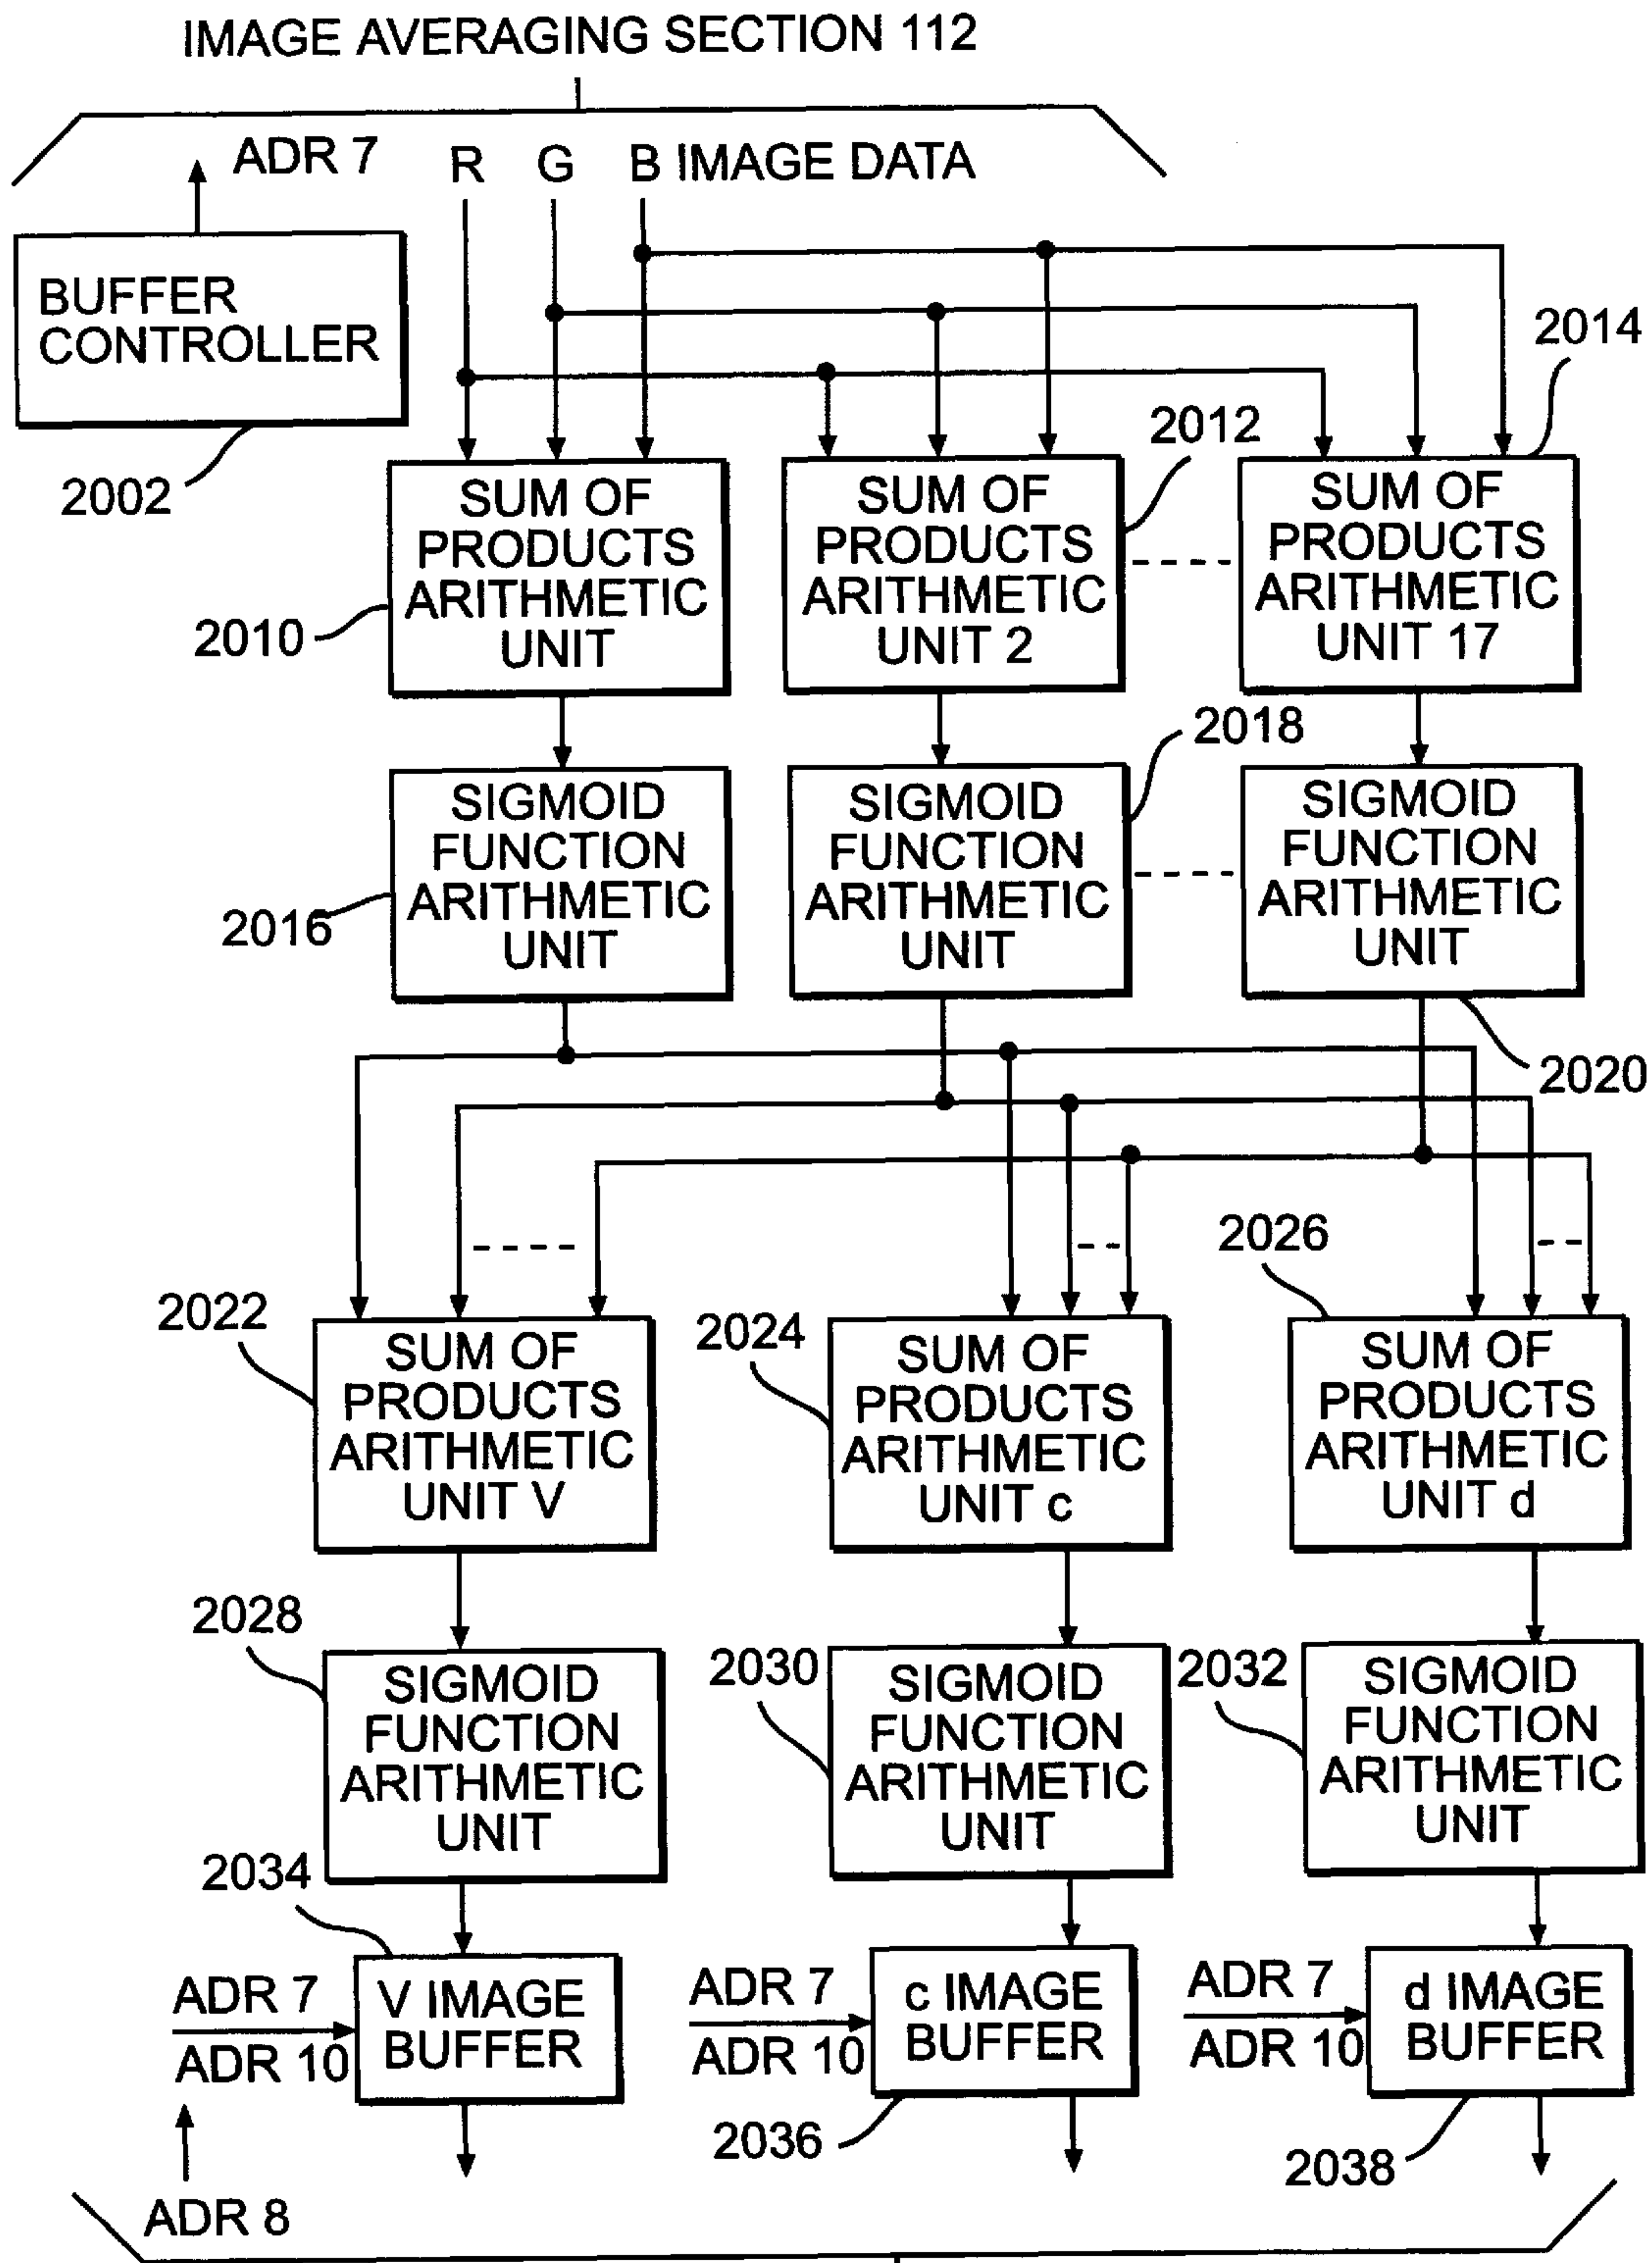 IMAGE AVERAGING SECTION 112
ADR 7
R G B IMAGE DATA
BUFFER
CONTROLLER
2002
2014
2012
SUM OF
PRODUCTS
ARITHMETIC
UNIT
2010
SUM OF
PRODUCTS
ARITHMETIC
UNIT 2
SUM OF
PRODUCTS
ARITHMETIC
UNIT 17
2018
SIGMOID
FUNCTION
ARITHMETIC
UNIT
2016
SIGMOID
FUNCTION
ARITHMETIC
UNIT
SIGMOID
FUNCTION
ARITHMETIC
UNIT
2020
2022
2024
2026
SUM OF
PRODUCTS
ARITHMETIC
UNIT V
SUM OF
PRODUCTS
ARITHMETIC
UNIT c
SUM OF
PRODUCTS
ARITHMETIC
UNIT d
2028
2030
2032
SIGMOID
FUNCTION
ARITHMETIC
UNIT
SIGMOID
FUNCTION
ARITHMETIC
UNIT
SIGMOID
FUNCTION
ARITHMETIC
UNIT
2034
ADR 7
ADR 10
V IMAGE
BUFFER
ADR 7
ADR 10
c IMAGE
BUFFER
ADR 7
ADR 10
d IMAGE
BUFFER
2036
2038
ADR 8